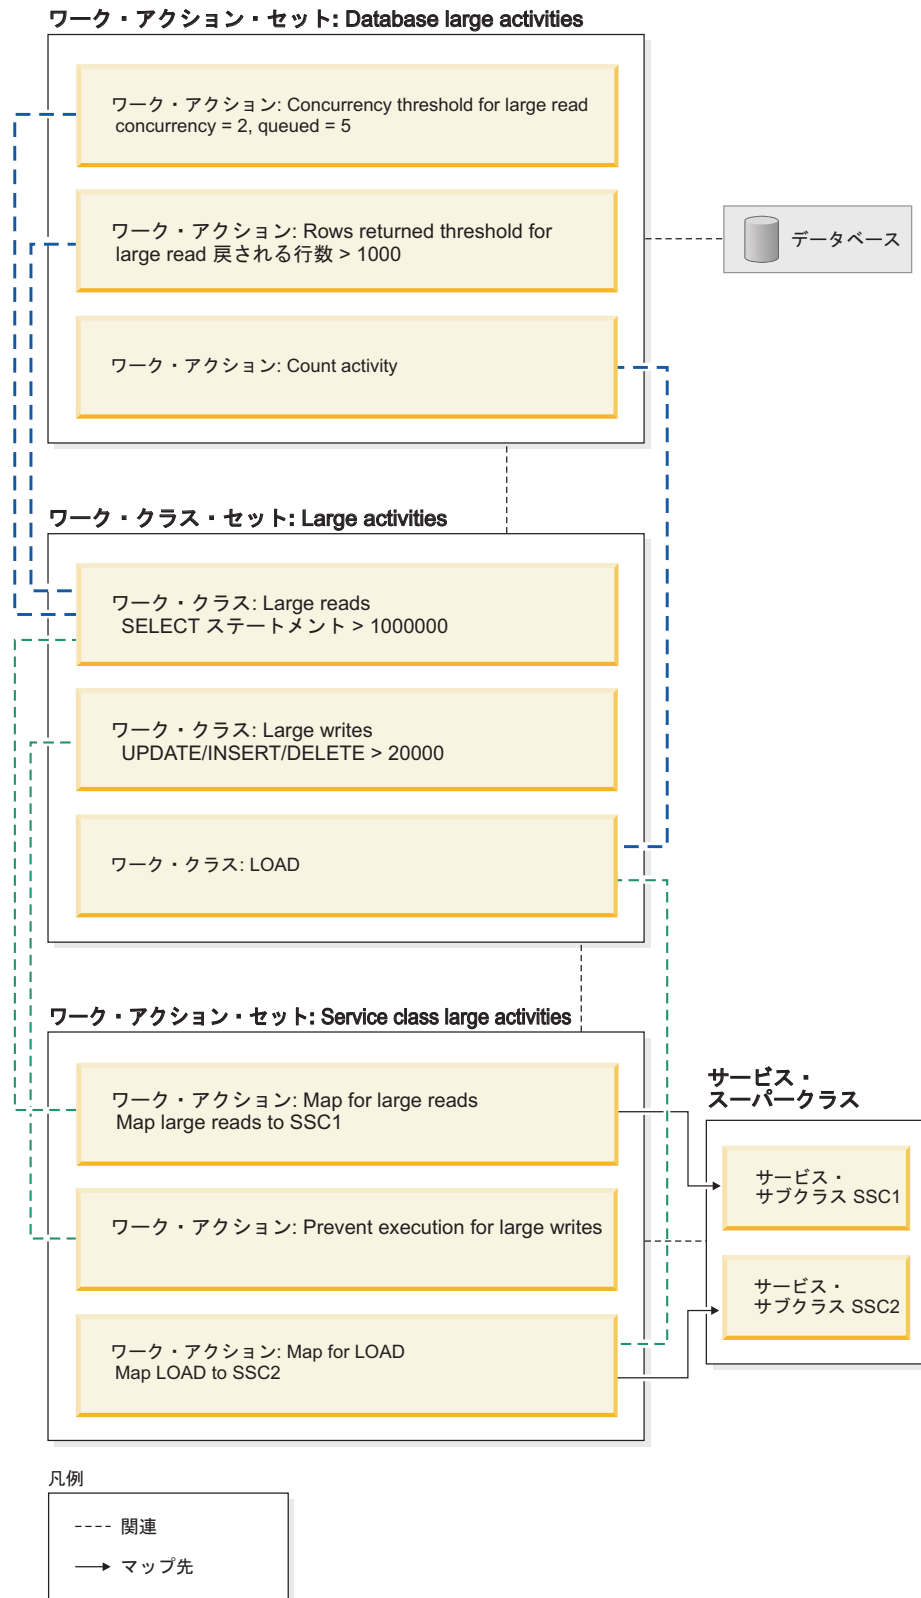 ワーク・アクション・セット: Database large activities
ワーク・アクション: Concurrency threshold for large read
concurrency = 2, queued = 5
ワーク・アクション: Rows returned threshold for
large read 戻される行数 > 1000
データベース
ワーク・アクション: Count activity
ワーク・クラス・セット: Large activities
ワーク・クラス: Large reads
SELECT ステートメント > 1000000
ワーク・クラス: Large writes
UPDATE/INSERT/DELETE > 20000
ワーク・クラス: LOAD
ワーク・アクション・セット: Service class large activities
ワーク・アクション: Map for large reads
Map large reads to SSC1
ワーク・アクション: Prevent execution for large writes
ワーク・アクション: Map for LOAD
Map LOAD to SSC2
サービス・
スーパークラス
サービス・
サブクラス SSC1
サービス・
サブクラス SSC2
凡例
関連
マップ先